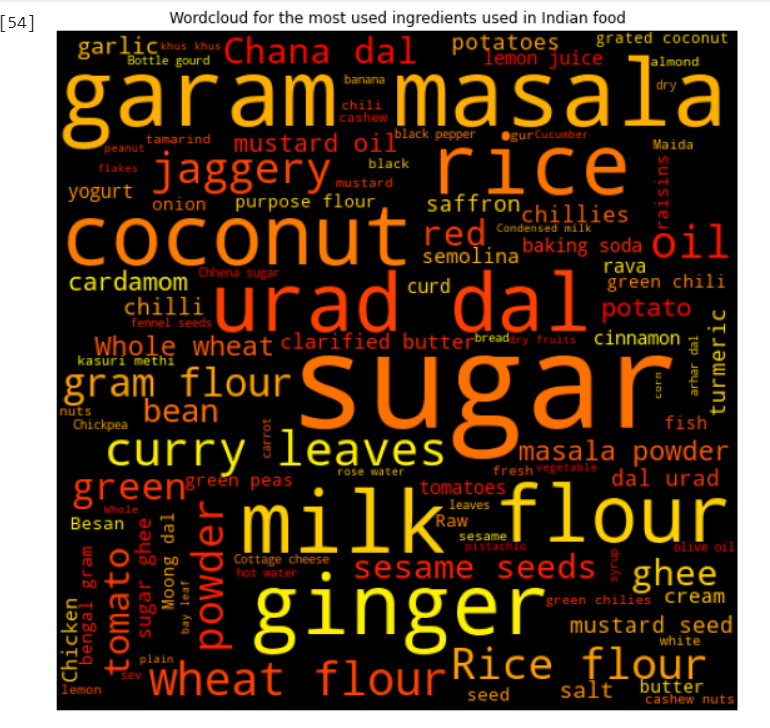 [54]
Wordcloud for the most used ingredients used in Indian food
garlic
khus khus
Chana dal
potatoes
grated coconut
Bottle gourd
lemon juice
almond
garam masala
banana
dry
chili
cashew
tamarind
mustard oil
black pepper
gur
Cucumber
peanut
rice
Maida
flakes
jaggery
black
mustard
raisins
yogurt
onion
purpose flour
saffron
chillies
coconut
red
Condensed milk
baking soda
oil
semolina
rava
cardamom
Chhena sugar
urad dal
curd
green chili
chilli
potato
fennel seeds
Whole wheat
clarified butter
bread
dry fruits
cinnamon
turmeric
kasuri methi
sugar
corn
arhar dal
gram flour
nuts
bean
Chickpea
carrot
fish
curry leaves
masala powder
rose water
fresh
vegetable
green
green peas
tomatoes
dal urad
Whole
milk
leaves
flour
Besan
Raw
sesame
pistachio
olive oil
bengal gram
tomato
sugar ghee
Moong dal
bay leaf
powder
Cottage cheese
hot water
sesame seeds
syrup
ghee
ginger
green chilies
cream
Chicken
mustard seed
white
plain
sev
lemon
wheat flour
Rice flour
seed
salt
butter
cashew nuts